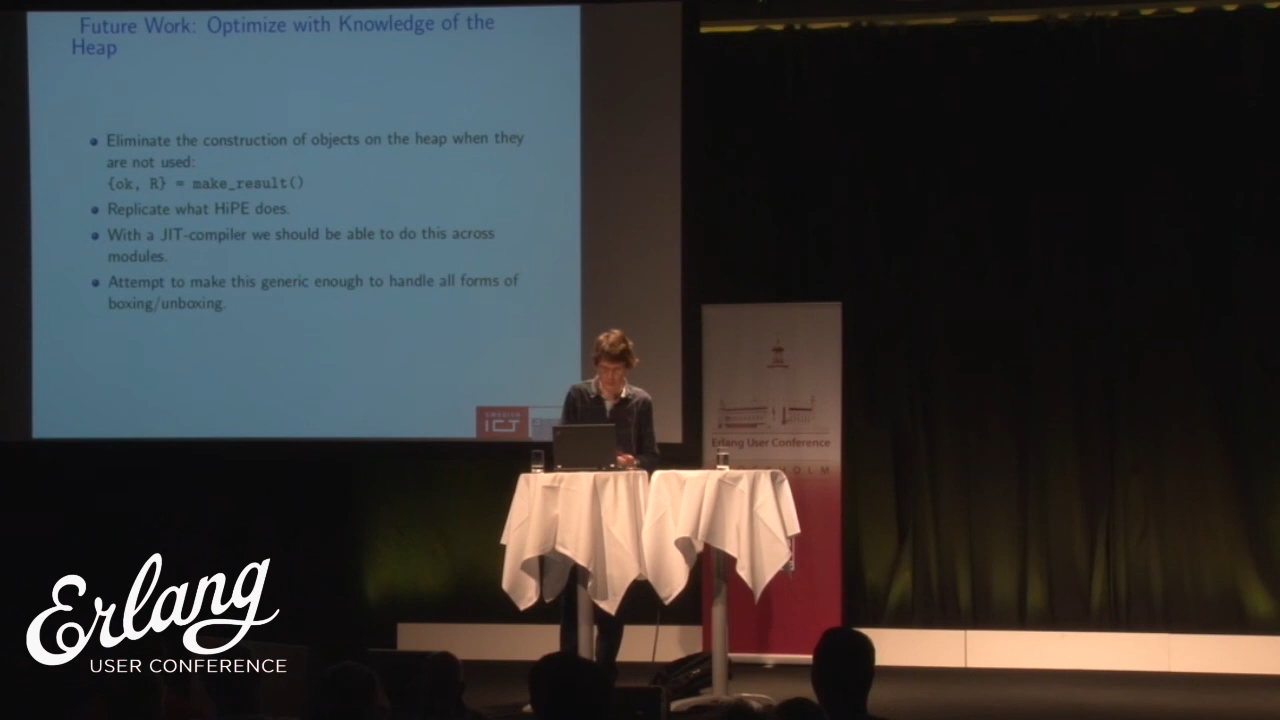 Future Work: Optimize with Knowledge of the
Heap
Eliminate the construction of objects on the heap when they
are not used:
{ok, R} = make_result()
Replicate what HiPE does.
With a JIT-compiler we should be able to do this across
modules.
Attempt to make this generic enough to handle all forms of
boxing/unboxing.
SWEDISH
ICT
Erlang User Conference
Erlang
USER CONFERENCE